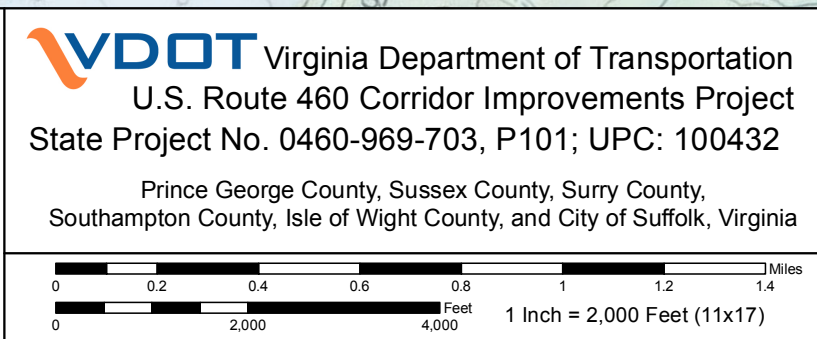 VDOT Virginia Department of Transportation
U.S. Route 460 Corridor Improvements Project
State Project No. 0460-969-703, P101; UPC: 100432
Prince George County, Sussex County, Surry County,
Southampton County, Isle of Wight County, and City of Suffolk, Virginia
Miles
0 0.2 0.4 0.6 0.8 1 1.2 1.4
Feet
0 2,000 4,000
1 Inch = 2,000 Feet (11x17)